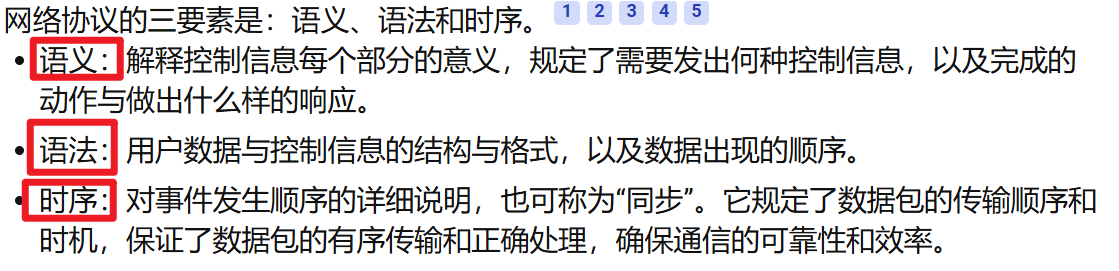 网络协议的三要素是：语义、语法和时序。 1 2 3 4 5
• 语义：解释控制信息每个部分的意义，规定了需要发出何种控制信息，以及完成的
动作与做出什么样的响应。
• 语法：用户数据与控制信息的结构与格式，以及数据出现的顺序。
• 时序：对事件发生顺序的详细说明，也可称为“同步”。它规定了数据包的传输顺序和
时机，保证了数据包的有序传输和正确处理，确保通信的可靠性和效率。